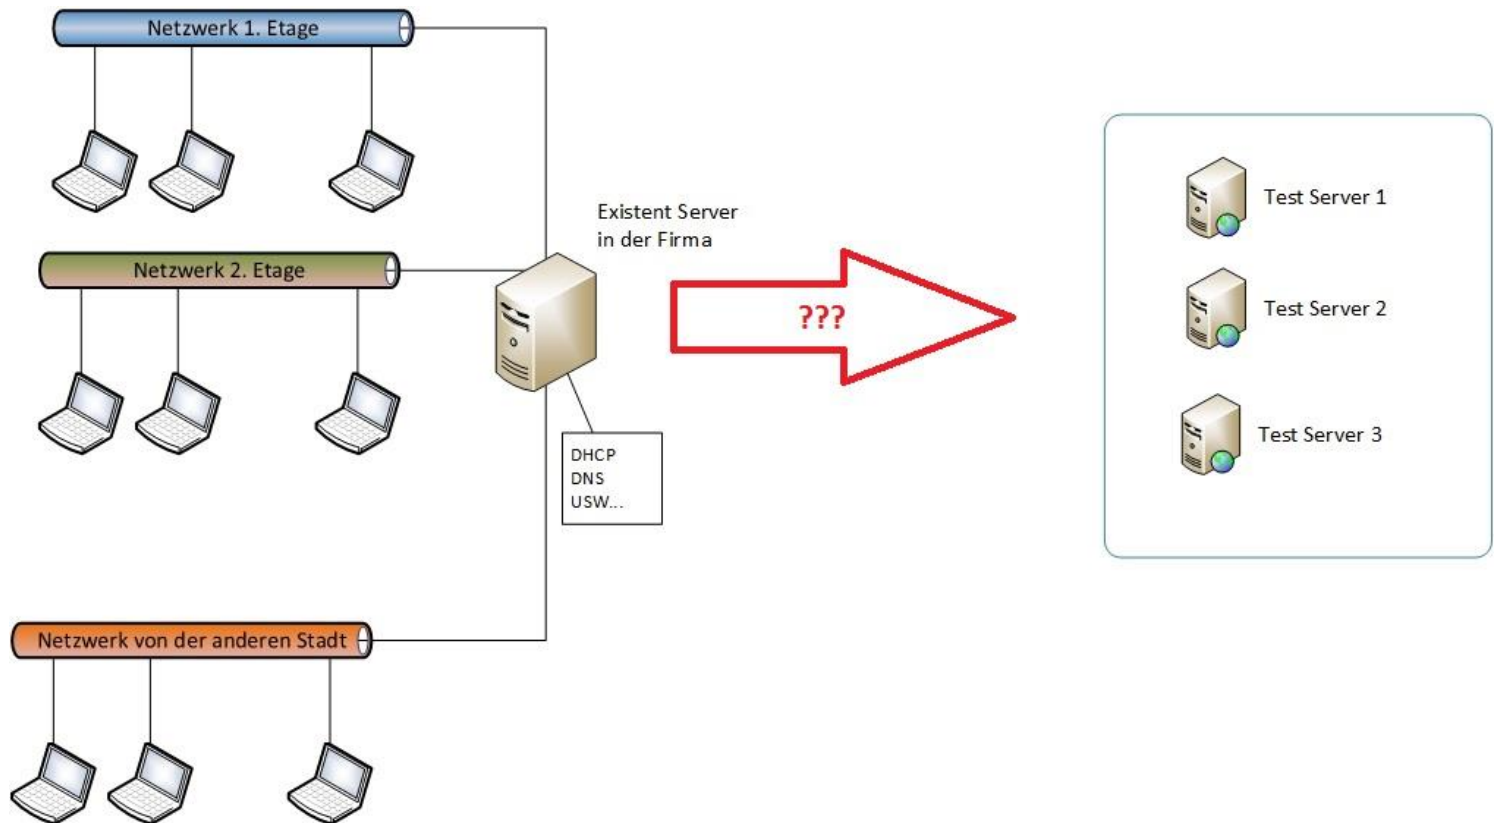 Netzwerk 1. Etage
Existent Server
in der Firma
Netzwerk 2. Etage
???
Test Server 1
Test Server 2
Test Server 3
DHCP
DNS
USW...
Netzwerk von der anderen Stadt